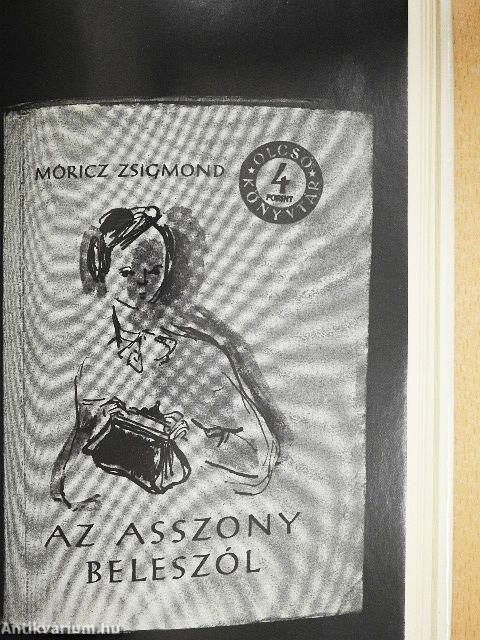 MÓRICZ ZSIGMOND
OLCSÓ
4
FORINT
KÖNYVTÁR
AZ ASSZONY
BELESZÓL
Antikvarium.hu